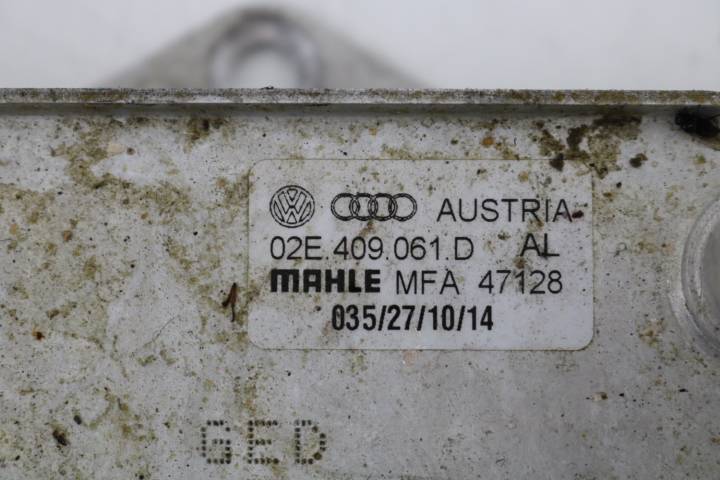 AUSTRIA
02E.409.061.D AL
MAHLE MFA 47128
035/27/10/14
GED